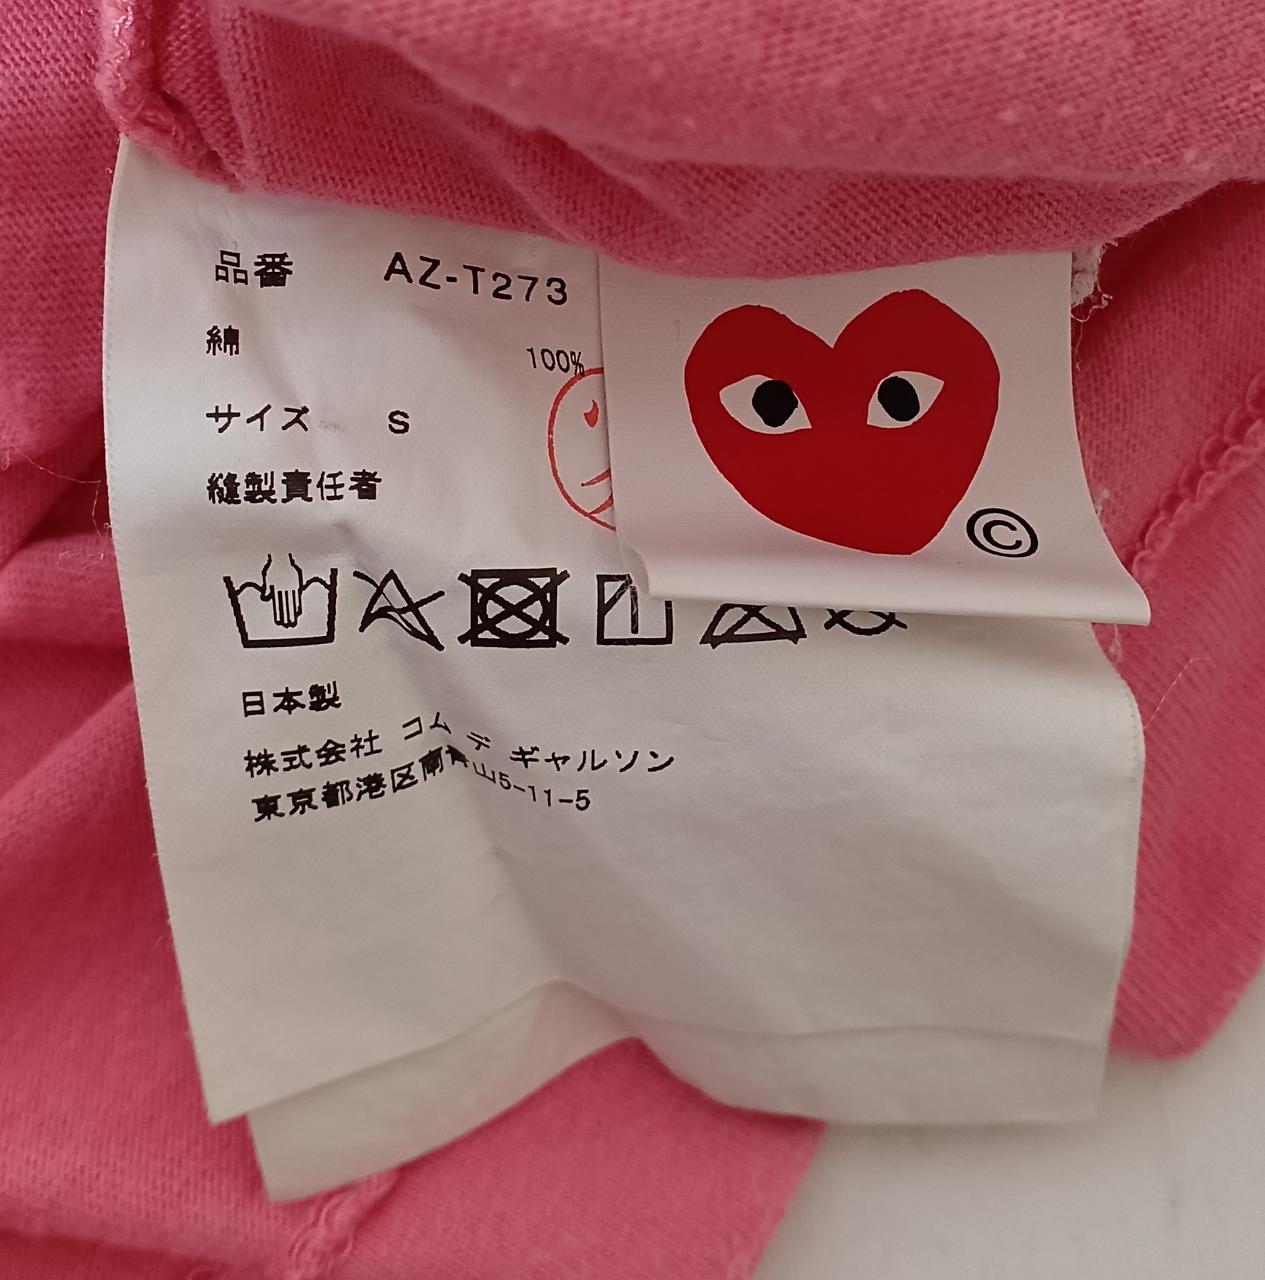 品番 AZ-T273
綿 100%
サイズ S
縫製責任者
日本製
株式会社 コム デ ギャルソン
東京都港区南青山5-11-5
©